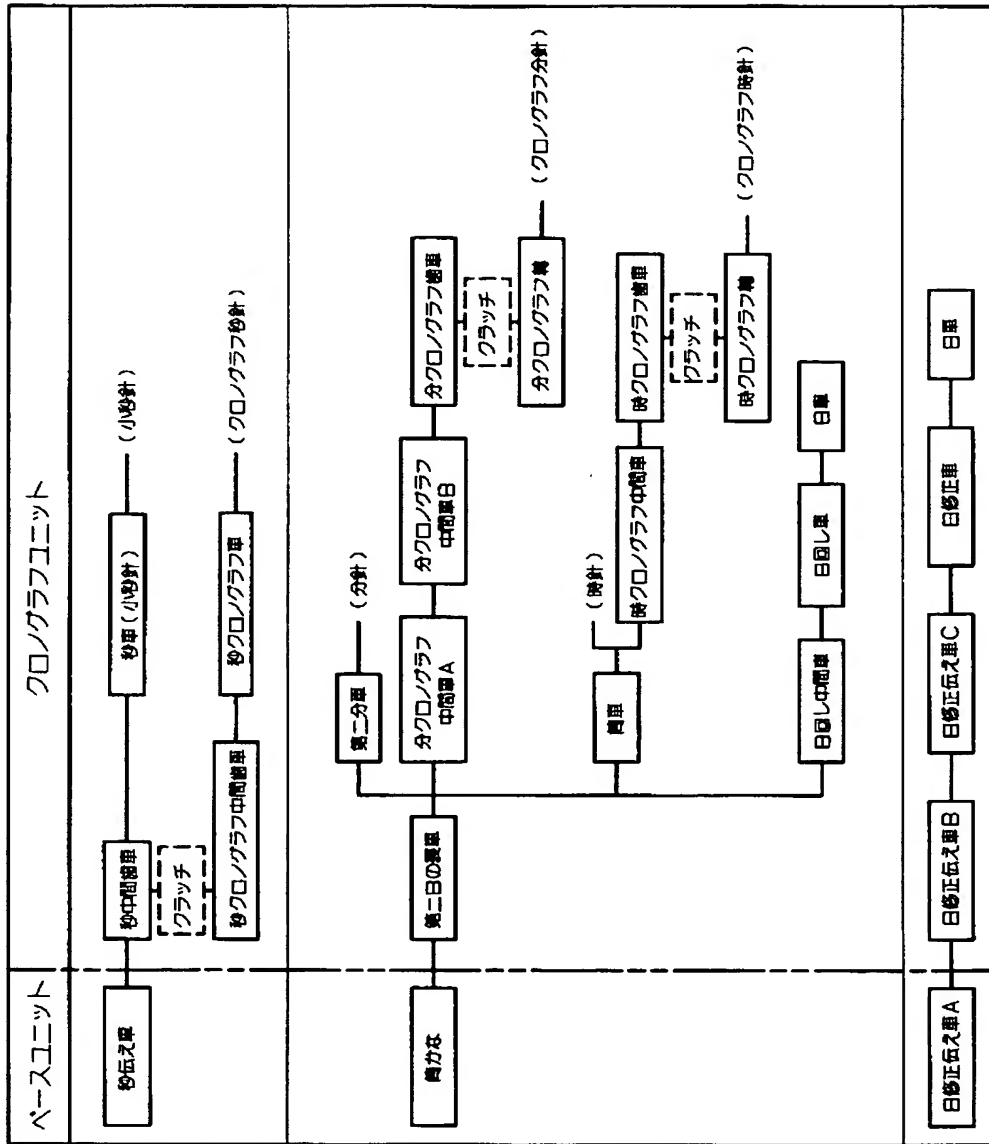 ベースユニット
クロノグラフユニット
秒伝え車
秒中間歯車
秒車(小秒針)
(小秒針)
クラッチ
秒クロノグラフ中間歯車
秒クロノグラフ車
(クロノグラフ秒針)
筒かな
第二日の裏車
第二分車
(分針)
分クロノグラフ
中間車A
分クロノグラフ
中間車B
分クロノグラフ歯車
クラッチ
分クロノグラフ軸
(クロノグラフ分針)
筒車
(時針)
時クロノグラフ中間車
時クロノグラフ歯車
クラッチ
時クロノグラフ軸
(クロノグラフ時針)
日回し中間車
日回し車
日車
日修正伝え車A
日修正伝え車B
日修正伝え車C
日修正車
日車